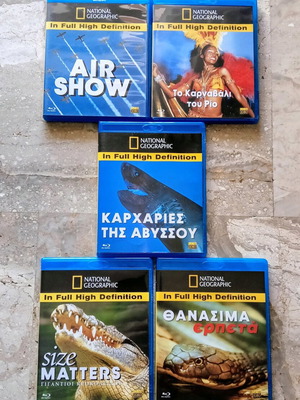 NATIONAL
GEOGRAPHIC
In Full High Definition
AIR
SHOW
NATIONAL
GEOGRAPHIC
In Full High Definition
Το Καρναβάλι
του Ρίο
NATIONAL
GEOGRAPHIC
In Full High Definition
ΚΑΡΧΑΡΙΕΣ
ΤΗΣ ΑΒΥΣΣΟΥ
NATIONAL
GEOGRAPHIC
In Full High Definition
size
MATTERS
NATIONAL
GEOGRAPHIC
In Full High Definition
ΘΑΝΑΣΙΜΑ
ερπετά